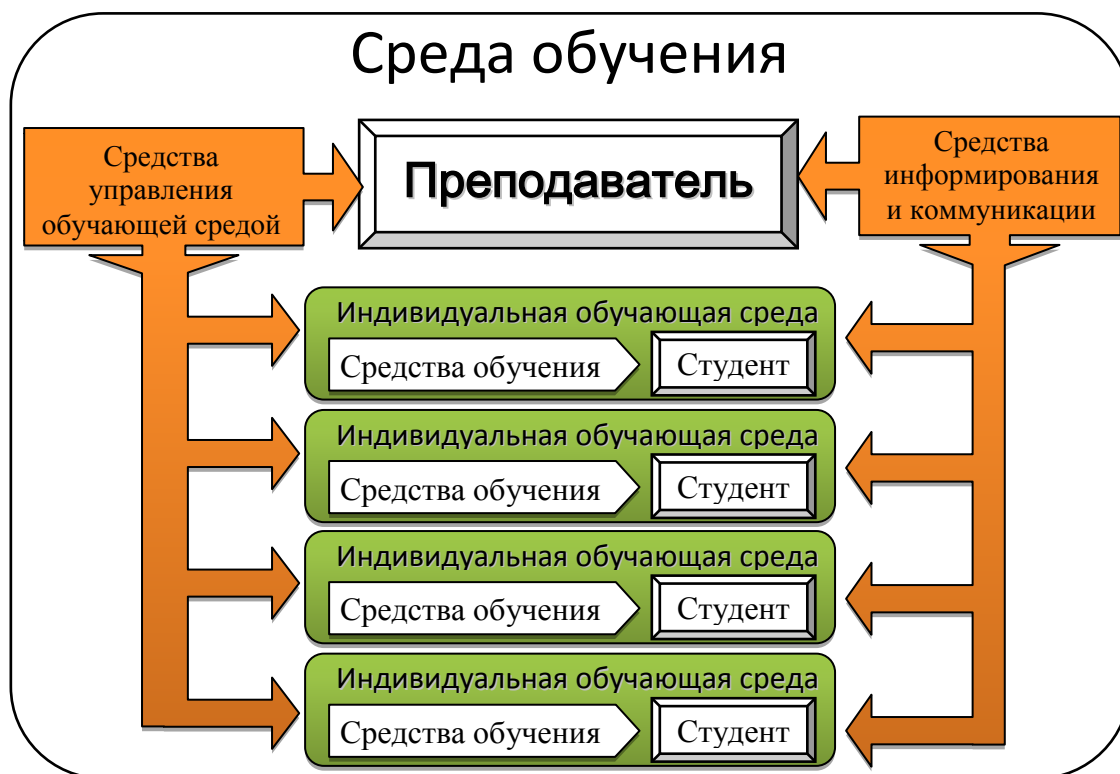 Среда обучения
Средства
управления
обучающей средой
Преподаватель
Средства
информирования
и коммуникации
Индивидуальная обучающая среда
Средства обучения
Студент
Индивидуальная обучающая среда
Средства обучения
Студент
Индивидуальная обучающая среда
Средства обучения
Студент
Индивидуальная обучающая среда
Средства обучения
Студент